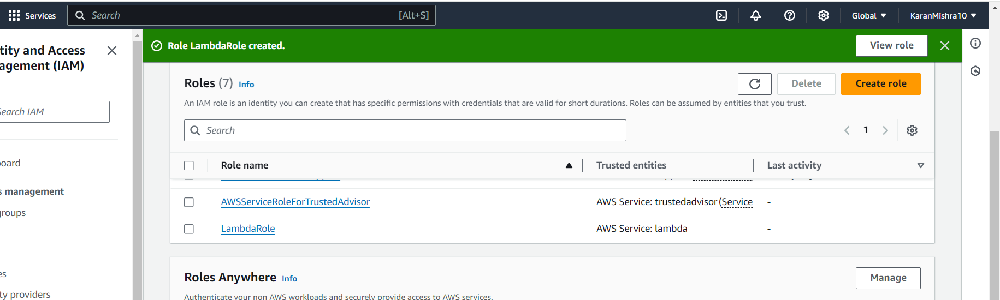 Services Search [Alt+S] Global KaranMishra10
tity and Access
agement (IAM)
Search IAM
oard
s management
groups
es
ty providers
Role LambdaRole created. View role
Roles (7) Info Delete Create role
An IAM role is an identity you can create that has specific permissions with credentials that are valid for short durations. Roles can be assumed by entities that you trust.
Search 1
Role name Trusted entities Last activity
AWSServiceRoleForTrustedAdvisor AWS Service: trustedadvisor (Service -
LambdaRole AWS Service: lambda -
Roles Anywhere Info Manage
Authenticate your non AWS workloads and securely provide access to AWS services.